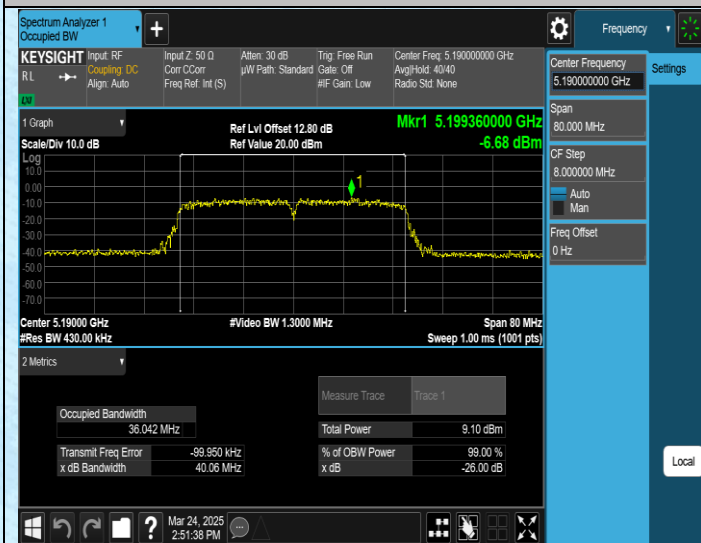 Spectrum Analyzer 1
Occupied BW
Frequency
KEYSIGHT
Input: RF
Coupling: DC
Align: Auto
Input Z: 50 Ω
Corr CCorr
Freq Ref: Int (S)
Atten: 30 dB
µW Path: Standard
Trig: Free Run
Gate: Off
#IF Gain: Low
Center Freq: 5.190000000 GHz
Avg|Hold: 40/40
Radio Std: None
RL
LXI
Center Frequency
5.190000000 GHz
Settings
Span
80.000 MHz
CF Step
8.000000 MHz
Auto
Man
Freq Offset
0 Hz
Local
1 Graph
Scale/Div 10.0 dB
Ref Lvl Offset 12.80 dB
Ref Value 20.00 dBm
Mkr1 5.199360000 GHz
-6.68 dBm
Log
10.0
0.00
-10.0
-20.0
-30.0
-40.0
-50.0
-60.0
-70.0
1
Center 5.19000 GHz
#Res BW 430.00 kHz
#Video BW 1.3000 MHz
Span 80 MHz
Sweep 1.00 ms (1001 pts)
2 Metrics
Measure Trace
Trace 1
Occupied Bandwidth
36.042 MHz
Total Power
9.10 dBm
Transmit Freq Error
-99.950 kHz
% of OBW Power
99.00 %
x dB Bandwidth
40.06 MHz
x dB
-26.00 dB
?
Mar 24, 2025
2:51:38 PM